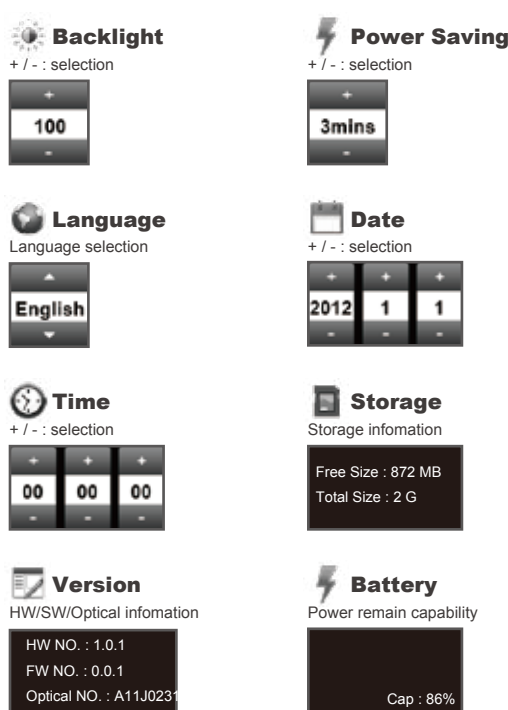 Backlight
+ / - : selection
+
100
-
Power Saving
+ / - : selection
+
3mins
-
Language
Language selection
English
Date
+ / - : selection
+ + +
2012 1 1
- - -
Time
+ / - : selection
+ + +
00 00 00
- - -
Storage
Storage infomation
Free Size : 872 MB
Total Size : 2 G
Version
HW/SW/Optical infomation
HW NO. : 1.0.1
FW NO. : 0.0.1
Optical NO. : A11J0231
Battery
Power remain capability
Cap : 86%